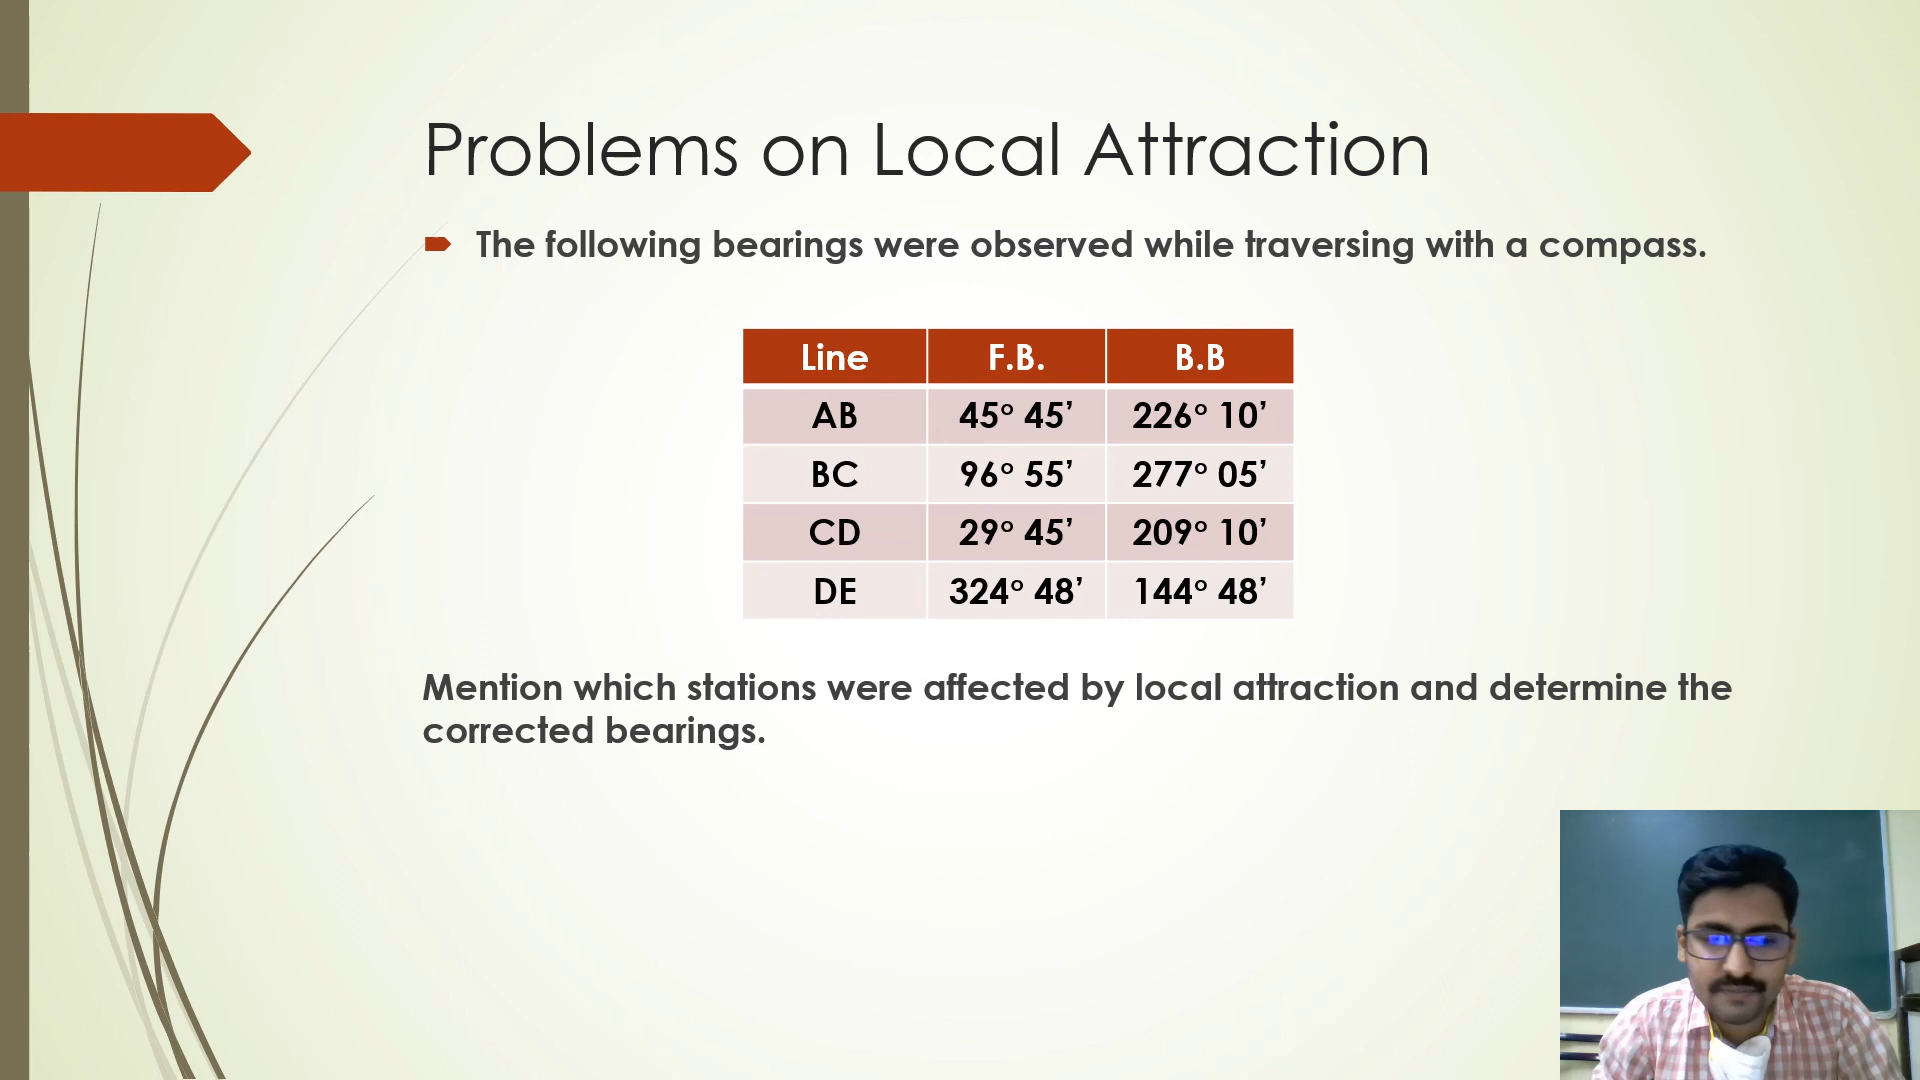 Problems on Local Attraction
The following bearings were observed while traversing with a compass.
Line F.B. B.B
AB 45° 45’ 226° 10’
BC 96° 55’ 277° 05’
CD 29° 45’ 209° 10’
DE 324° 48’ 144° 48’
Mention which stations were affected by local attraction and determine the
corrected bearings.